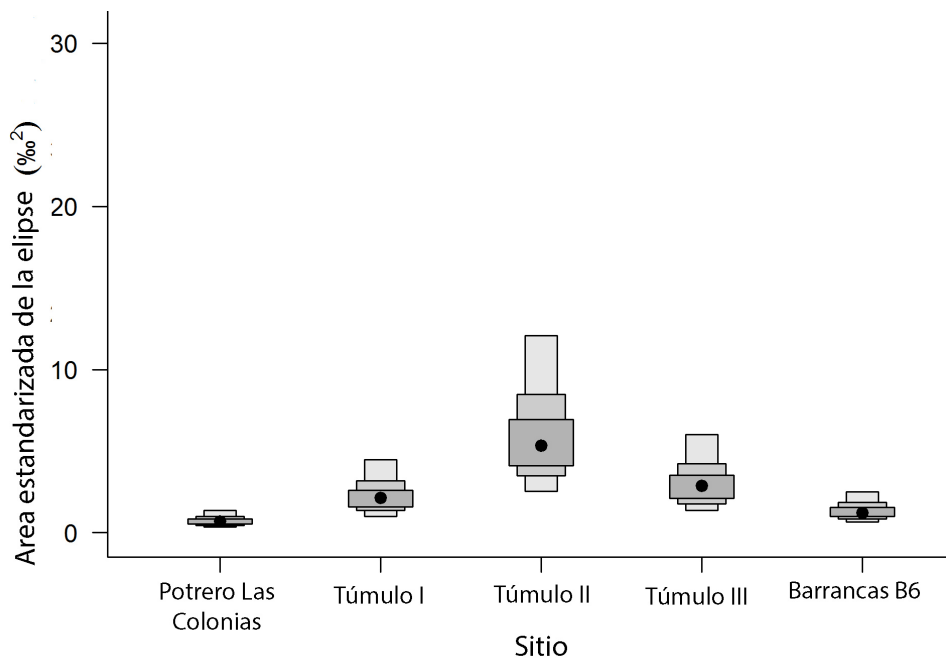 Area estandarizada de la elipse (‰²)
30
20
10
0
Potrero Las
Colonias
Túmulo I
Túmulo II
Túmulo III
Barrancas B6
Sitio